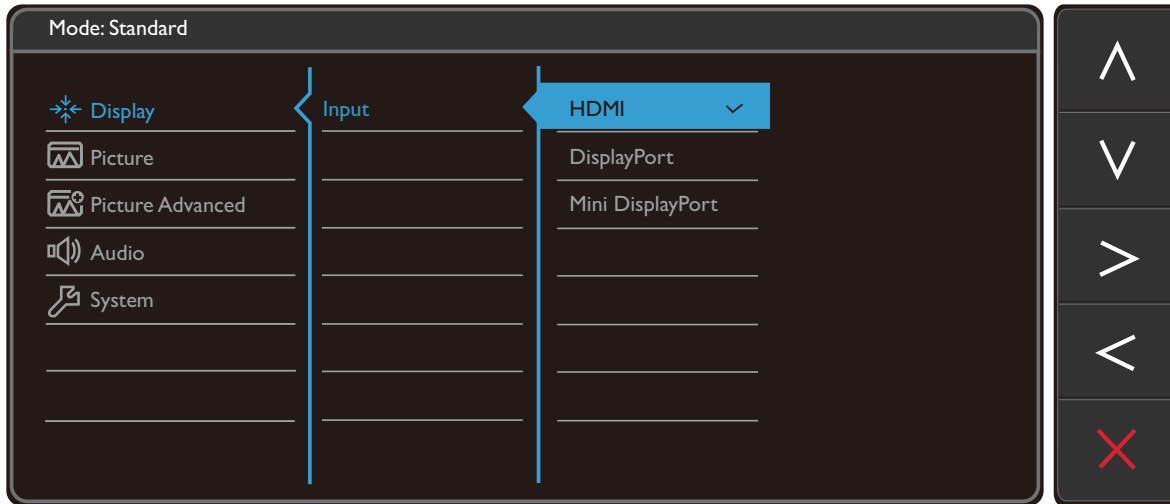 Mode: Standard
Display
Input
HDMI
Picture
DisplayPort
Picture Advanced
Mini DisplayPort
Audio
System